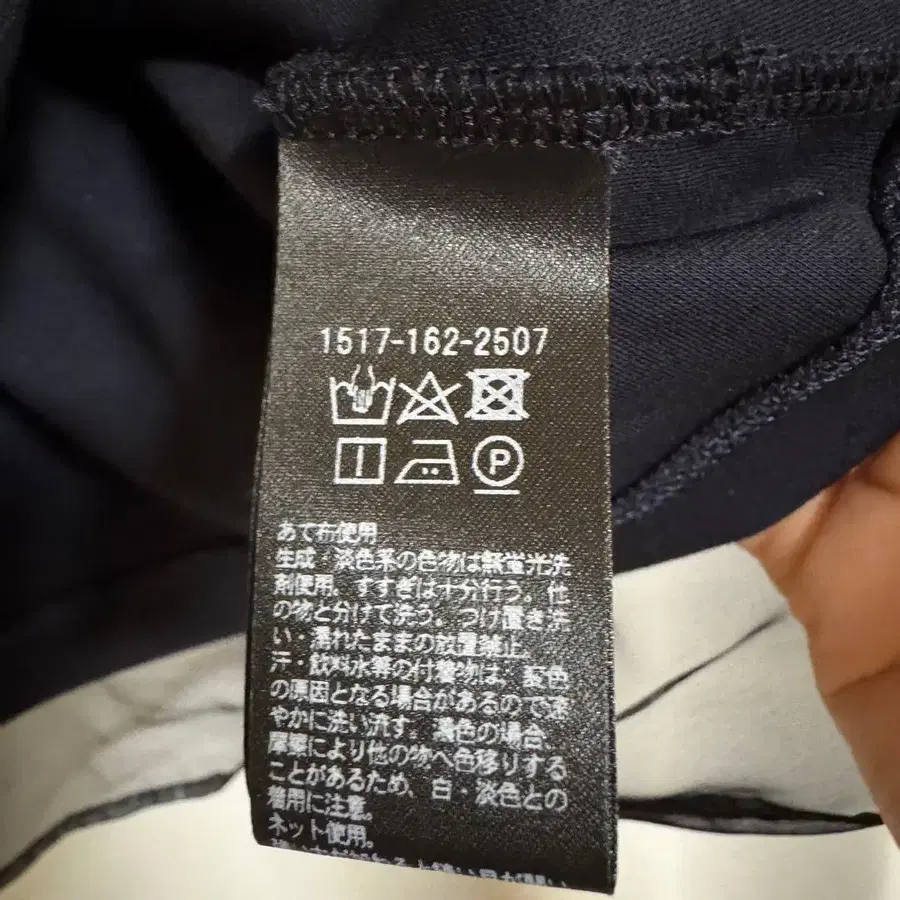 1517-162-2507
P
あて布使用
生成・淡色系の色物は無蛍光洗
剤使用。すすぎは十分行う。他
の物と分けて洗う。つけ置き洗
い・濡れたままの放置禁止。
汗・飲料水等の付着物は、変色
の原因となる場合があるので速
やかに洗い流す。濃色の場合、
摩擦により他の物へ色移りする
ことがあるため、白・淡色との
着用に注意。
ネット使用。